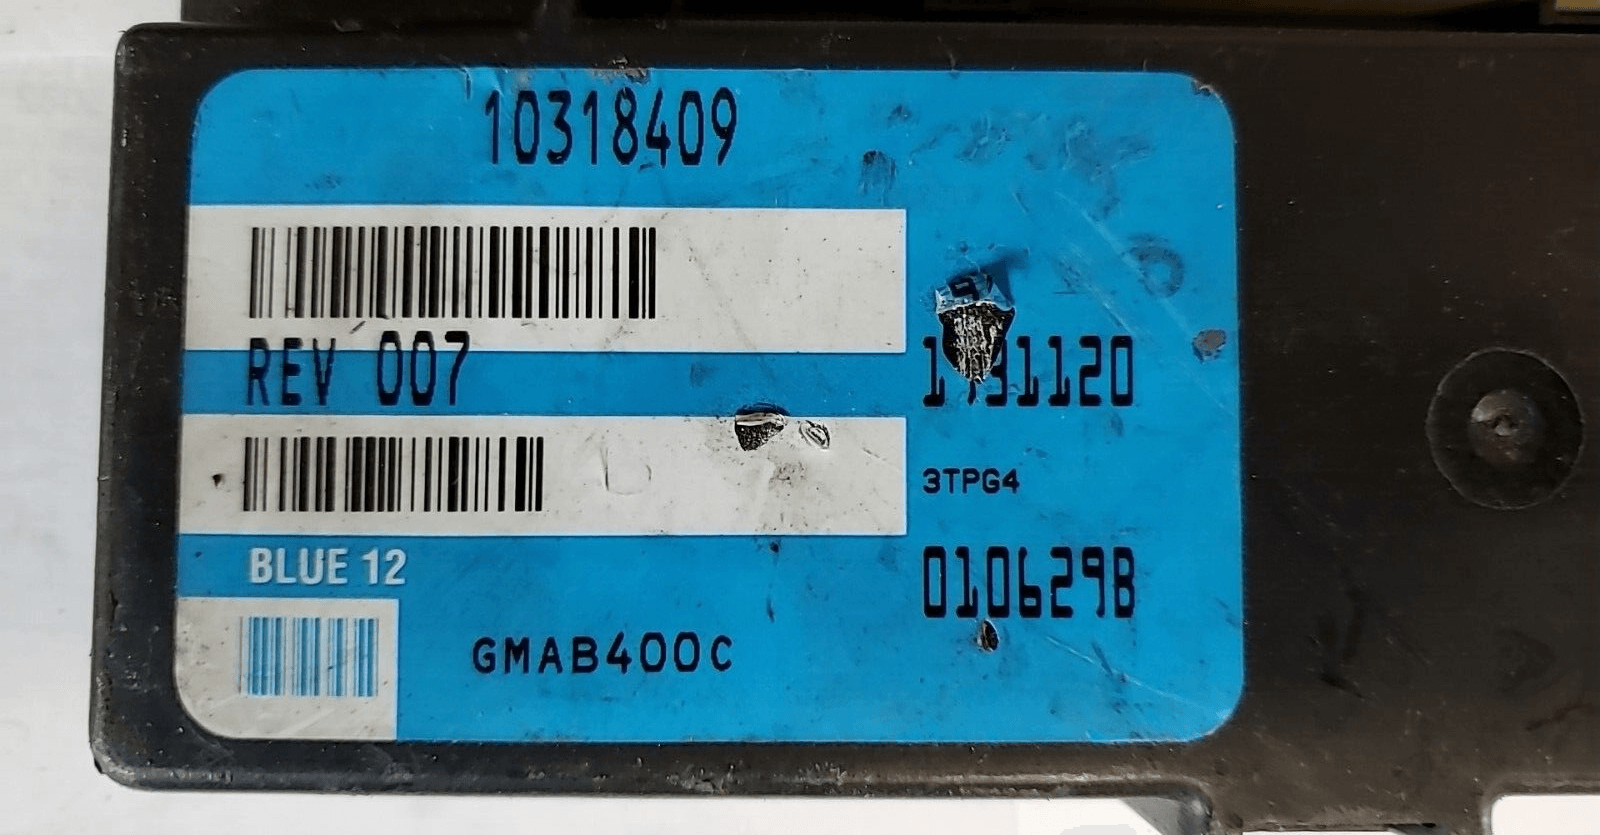 10318409
REV 007
3TPG4
BLUE 12
010629B
GMAB400C